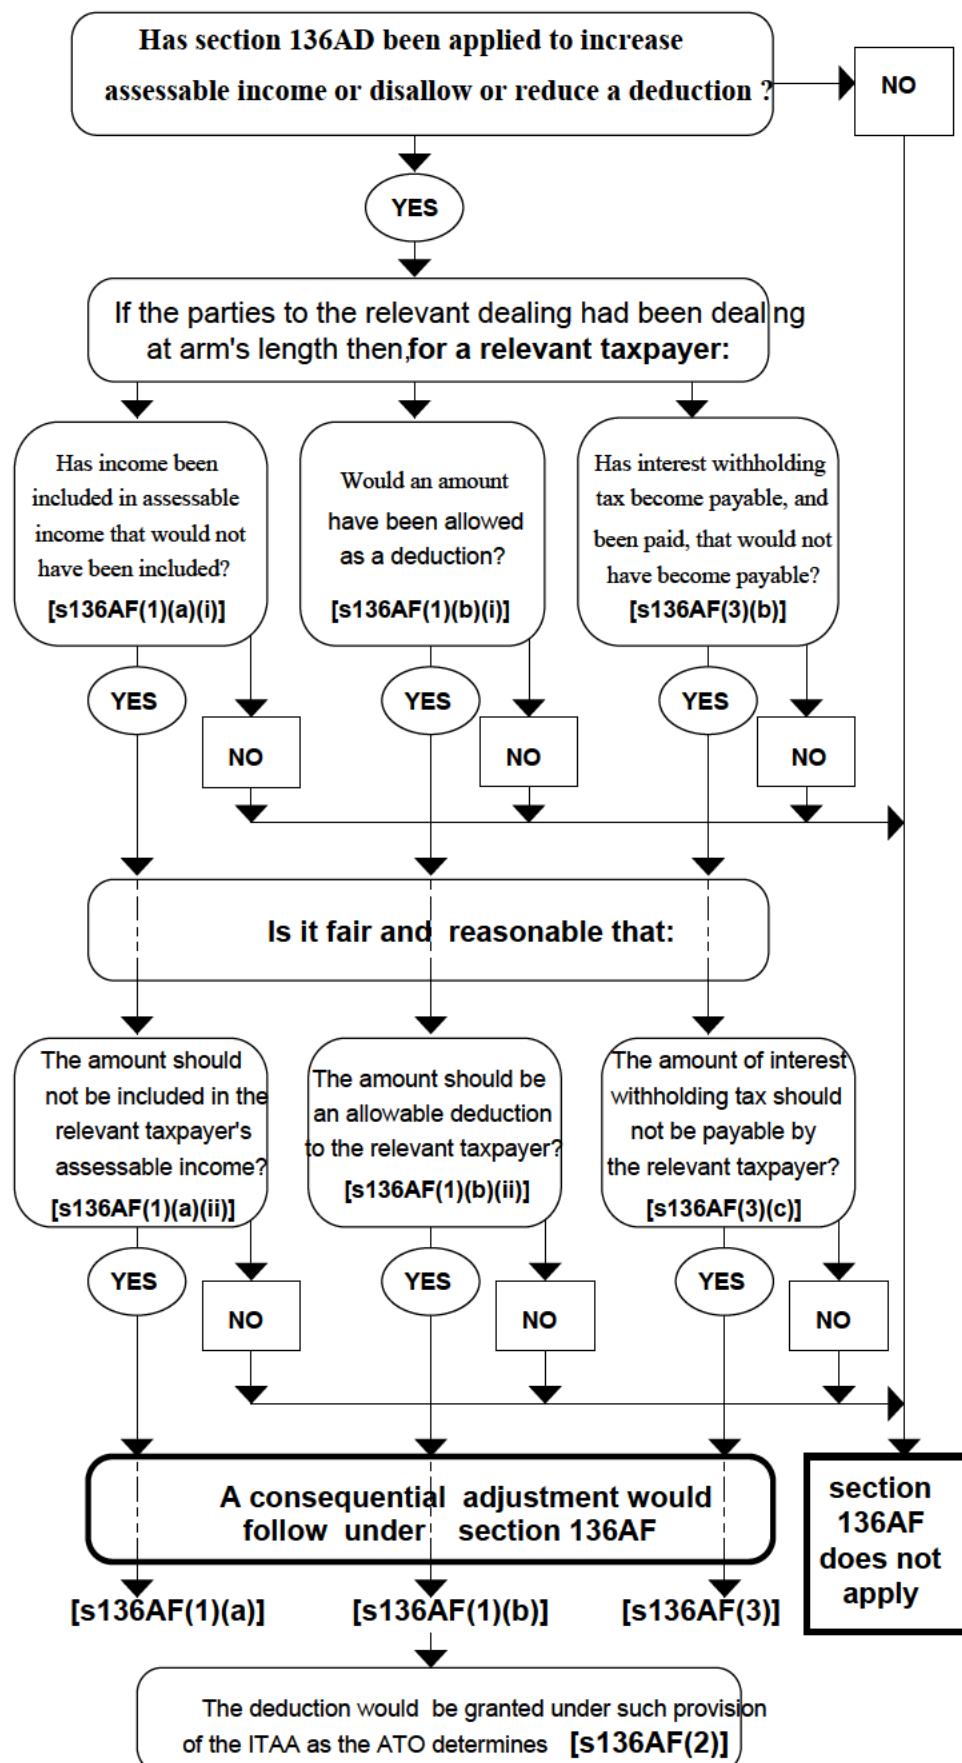 Has section 136AD been applied to increase
assessable income or disallow or reduce a deduction ?
NO
YES
If the parties to the relevant dealing had been dealing
at arm's length then, for a relevant taxpayer:
Has income been
included in assessable
income that would not
have been included?
[s136AF(1)(a)(i)]
Would an amount
have been allowed
as a deduction?
[s136AF(1)(b)(i)]
Has interest withholding
tax become payable, and
been paid, that would not
have become payable?
[s136AF(3)(b)]
YES
NO
YES
NO
YES
NO
Is it fair and reasonable that:
The amount should
not be included in the
relevant taxpayer's
assessable income?
[s136AF(1)(a)(ii)]
The amount should be
an allowable deduction
to the relevant taxpayer?
[s136AF(1)(b)(ii)]
The amount of interest
withholding tax should
not be payable by
the relevant taxpayer?
[s136AF(3)(c)]
YES
NO
YES
NO
YES
NO
A consequential adjustment would
follow under section 136AF
section
136AF
does not
apply
[s136AF(1)(a)]
[s136AF(1)(b)]
[s136AF(3)]
The deduction would be granted under such provision
of the ITAA as the ATO determines [s136AF(2)]